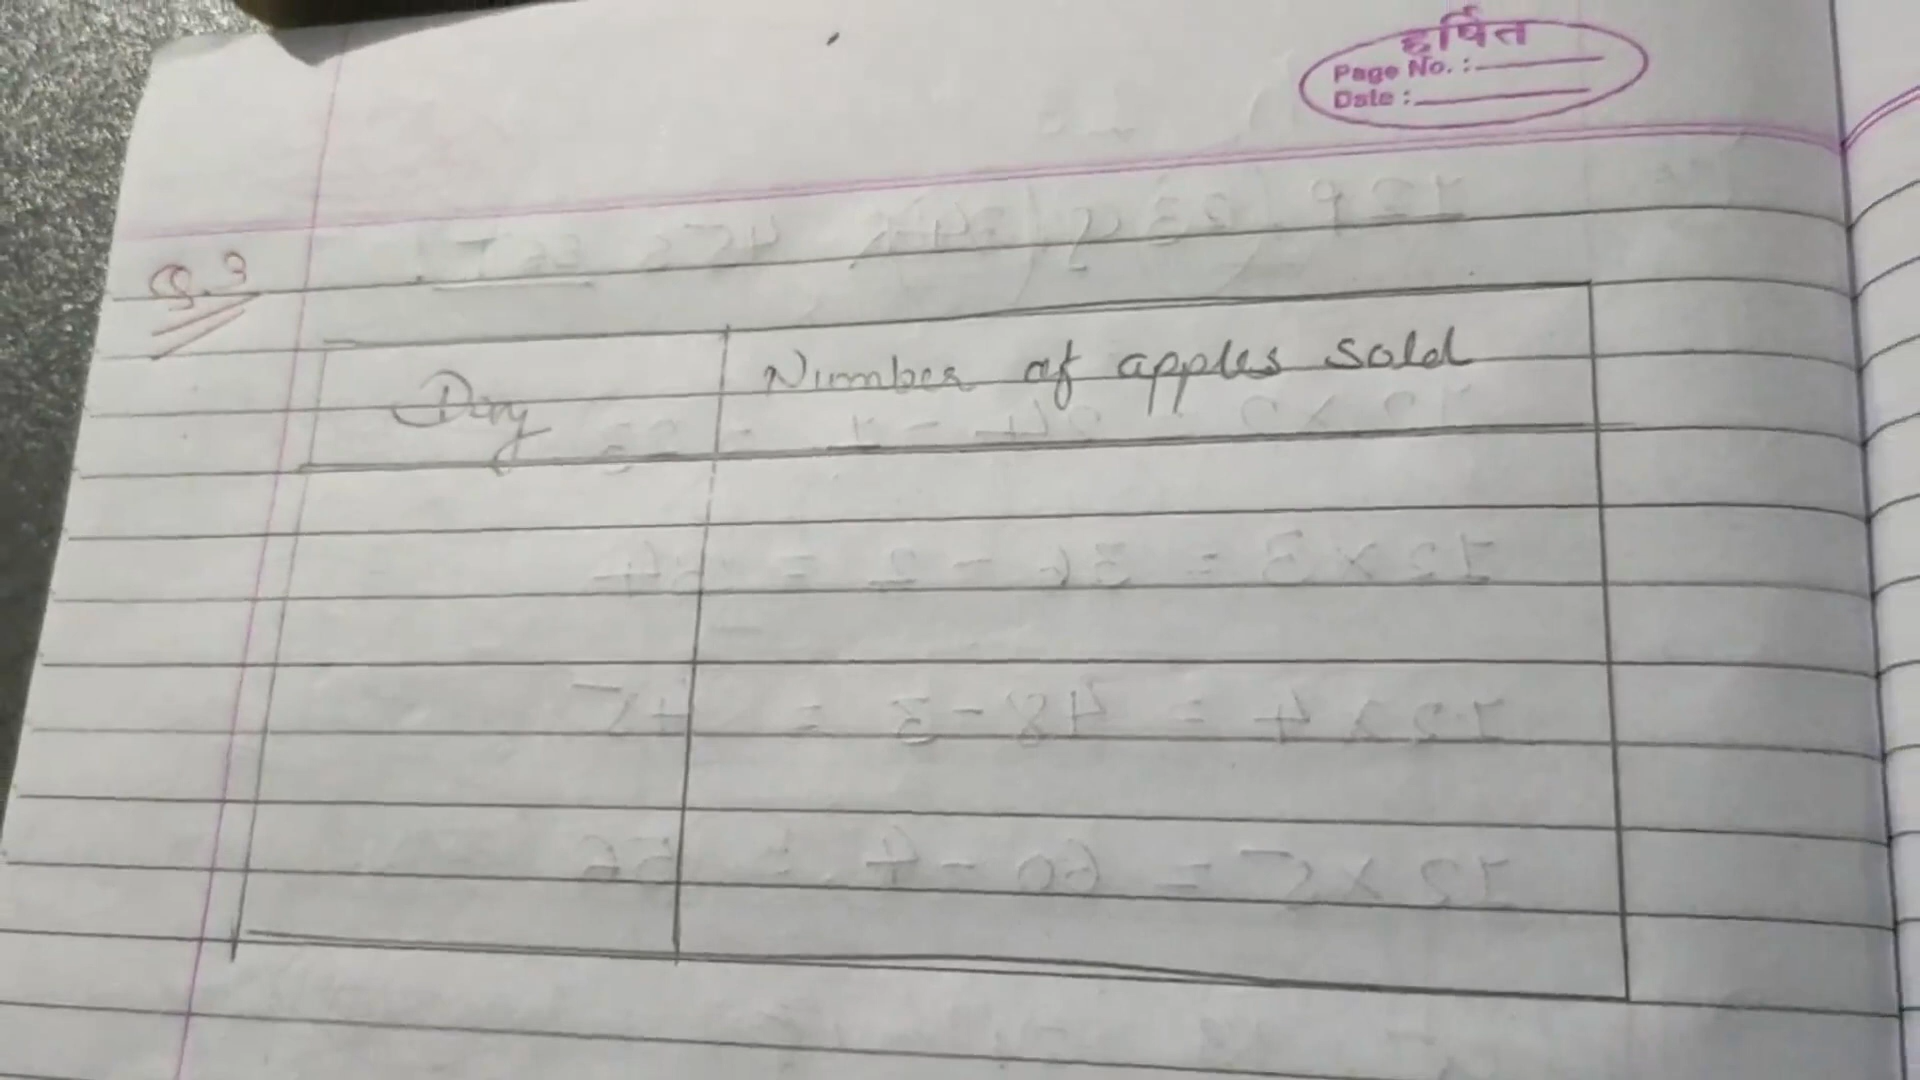 हर्षित
Page No. :
Date :
Q.3
Day
Number of apples sold